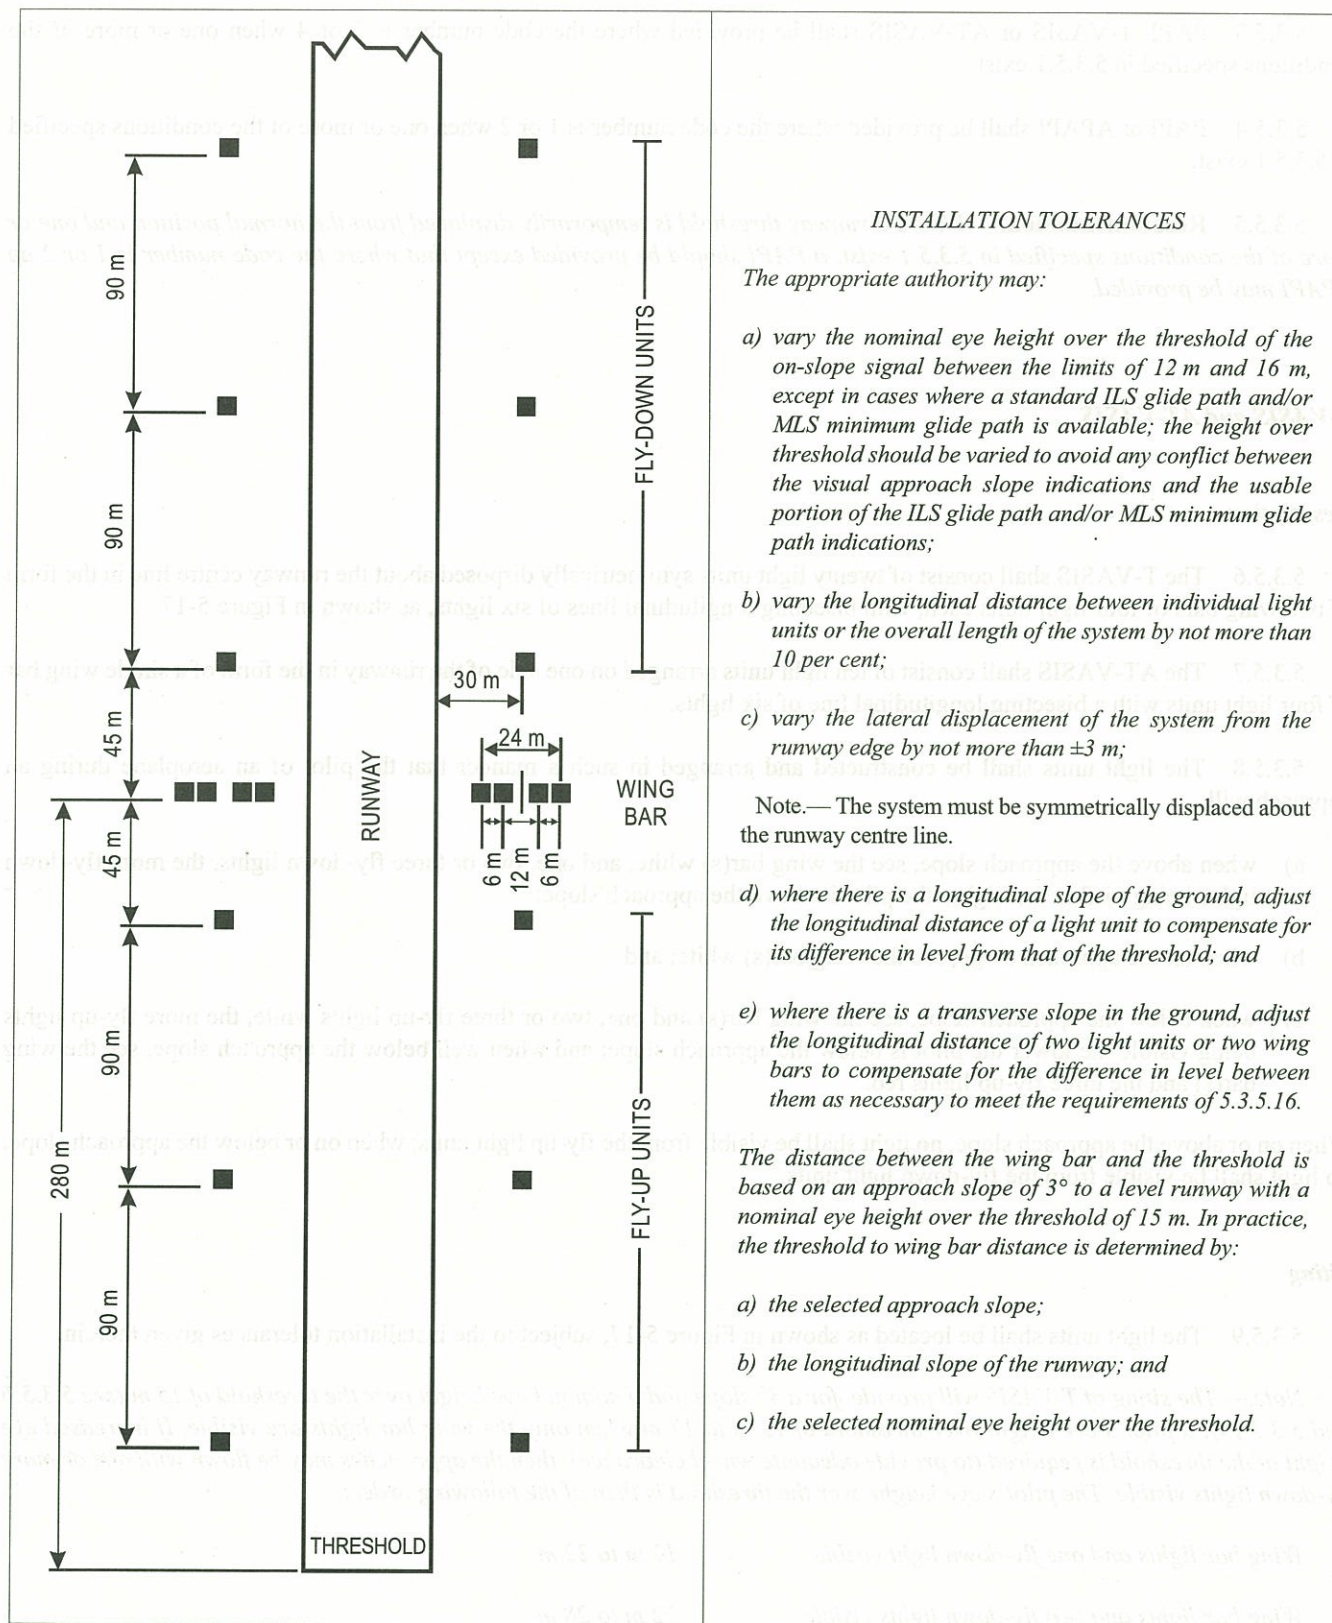 90 m
90 m
45 m
45 m
90 m
90 m
280 m
RUNWAY
THRESHOLD
30 m
24 m
6 m
12 m
6 m
FLY-DOWN UNITS
WING
BAR
FLY-UP UNITS
INSTALLATION TOLERANCES
The appropriate authority may:
a) vary the nominal eye height over the threshold of the
on-slope signal between the limits of 12 m and 16 m,
except in cases where a standard ILS glide path and/or
MLS minimum glide path is available; the height over
threshold should be varied to avoid any conflict between
the visual approach slope indications and the usable
portion of the ILS glide path and/or MLS minimum glide
path indications;
b) vary the longitudinal distance between individual light
units or the overall length of the system by not more than
10 per cent;
c) vary the lateral displacement of the system from the
runway edge by not more than ±3 m;
Note.— The system must be symmetrically displaced about
the runway centre line.
d) where there is a longitudinal slope of the ground, adjust
the longitudinal distance of a light unit to compensate for
its difference in level from that of the threshold; and
e) where there is a transverse slope in the ground, adjust
the longitudinal distance of two light units or two wing
bars to compensate for the difference in level between
them as necessary to meet the requirements of 5.3.5.16.
The distance between the wing bar and the threshold is
based on an approach slope of 3° to a level runway with a
nominal eye height over the threshold of 15 m. In practice,
the threshold to wing bar distance is determined by:
a) the selected approach slope;
b) the longitudinal slope of the runway; and
c) the selected nominal eye height over the threshold.